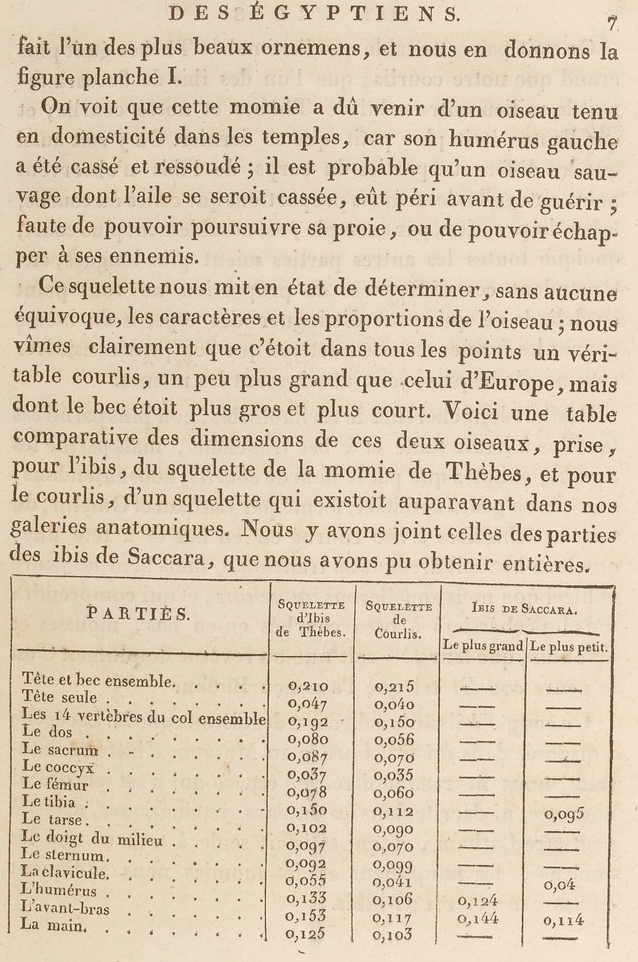 DES ÉGYPTIENS. 7
fait l'un des plus beaux ornemens, et nous en donnons la
figure planche I.
On voit que cette momie a dû venir d'un oiseau tenu
en domesticité dans les temples, car son humérus gauche
a été cassé et ressoudé ; il est probable qu'un oiseau sau-
vage dont l'aile se seroit cassée, eût péri avant de guérir ;
faute de pouvoir poursuivre sa proie, ou de pouvoir échap-
per à ses ennemis.
Ce squelette nous mit en état de déterminer, sans aucune
équivoque, les caractères et les proportions de l'oiseau ; nous
vîmes clairement que c'étoit dans tous les points un véri-
table courlis, un peu plus grand que celui d'Europe, mais
dont le bec étoit plus gros et plus court. Voici une table
comparative des dimensions de ces deux oiseaux, prise,
pour l'ibis, du squelette de la momie de Thèbes, et pour
le courlis, d'un squelette qui existoit auparavant dans nos
galeries anatomiques. Nous y avons joint celles des parties
des ibis de Saccara, que nous avons pu obtenir entières.
PARTIES. SQUELETTE d'Ibis de Thèbes. SQUELETTE de Courlis. IBIS DE SACCARA.
Le plus grand Le plus petit.
Tête et bec ensemble. . . . . 0,210 0,215 — —
Tête seule . . . . . . . . 0,047 0,040 — —
Les 14 vertèbres du col ensemble 0,192 0,150 — —
Le dos . . . . . . . . . 0,080 0,056 — —
Le sacrum . . . . . . . . 0,087 0,070 — —
Le coccyx . . . . . . . . 0,037 0,035 — —
Le fémur . . . . . . . . 0,078 0,060 — —
Le tibia . . . . . . . . . 0,150 0,112 — 0,095
Le tarse. . . . . . . . . 0,102 0,090 — —
Le doigt du milieu . . . . . 0,097 0,070 — —
Le sternum. . . . . . . . 0,092 0,099 — —
La clavicule. . . . . . . . 0,055 0,041 — 0,04
L'humérus . . . . . . . . 0,133 0,106 0,124 —
L'avant-bras . . . . . . . 0,153 0,117 0,144 0,114
La main. . . . . . . . . 0,125 0,103 — —